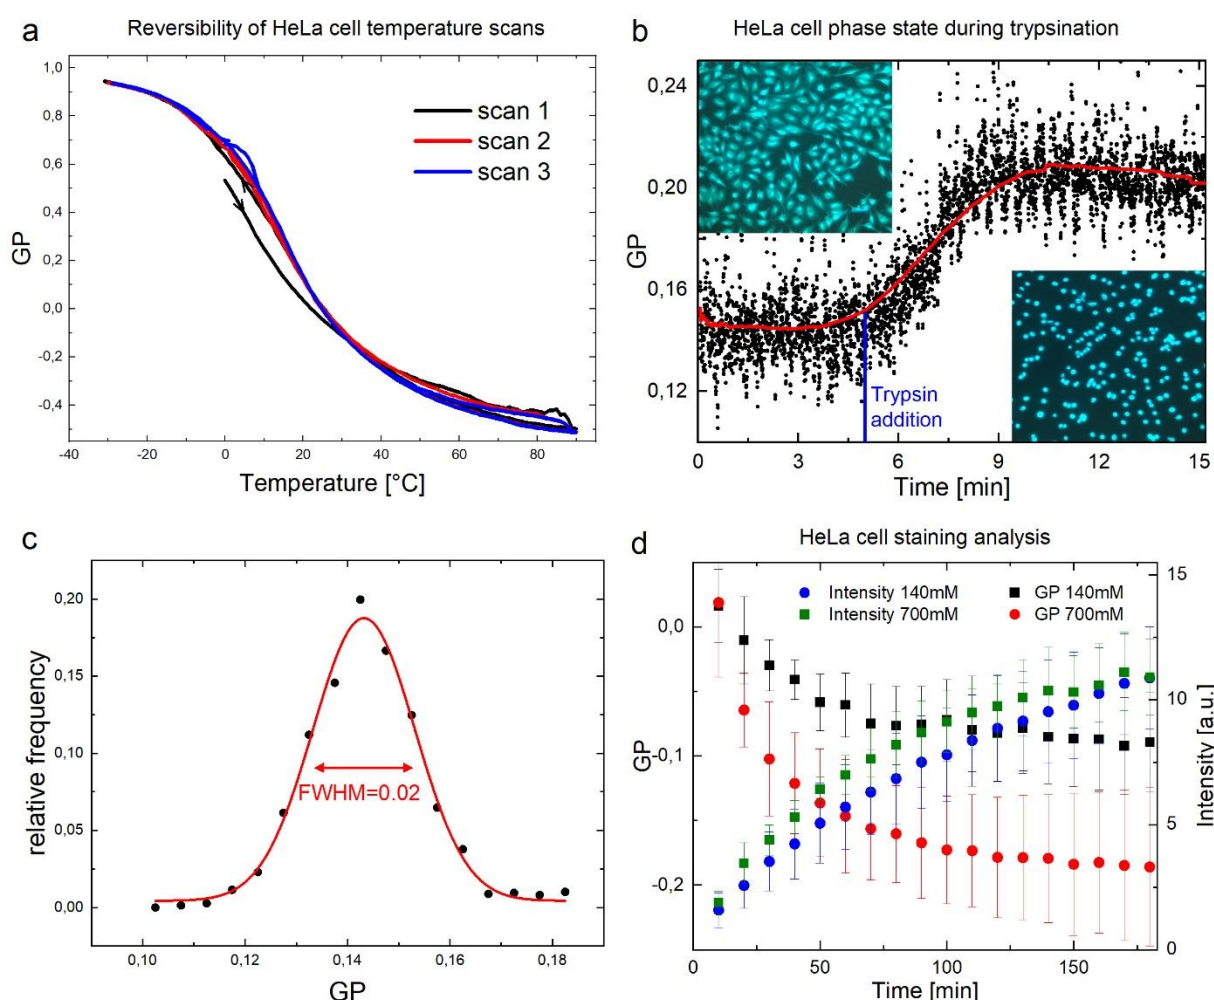 a
Reversibility of HeLa cell temperature scans
1,0
0,8
0,6
0,4
0,2
0,0
-0,2
-0,4
GP
scan 1
scan 2
scan 3
-40
-20
0
20
40
60
80
Temperature [°C]
b
HeLa cell phase state during trypsination
0,24
0,20
0,16
0,12
GP
Trypsin
addition
0
3
6
9
12
15
Time [min]
c
0,20
0,15
0,10
0,05
0,00
relative frequency
FWHM=0.02
0,10
0,12
0,14
0,16
0,18
GP
d
HeLa cell staining analysis
Intensity 140mM
Intensity 700mM
GP 140mM
GP 700mM
0,0
-0,1
-0,2
GP
15
10
5
0
Intensity [a.u.]
0
50
100
150
Time [min]